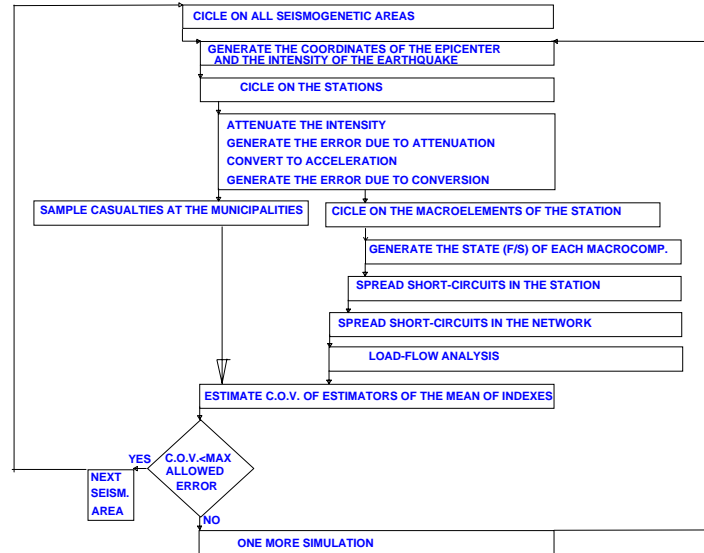 CICLE ON ALL SEISMOGENETIC AREAS
GENERATE THE COORDINATES OF THE EPICENTER
AND THE INTENSITY OF THE EARTHQUAKE
CICLE ON THE STATIONS
ATTENUATE THE INTENSITY
GENERATE THE ERROR DUE TO ATTENUATION
CONVERT TO ACCELERATION
GENERATE THE ERROR DUE TO CONVERSION
SAMPLE CASUALTIES AT THE MUNICIPALITIES
CICLE ON THE MACROELEMENTS OF THE STATION
GENERATE THE STATE (F/S) OF EACH MACROCOMP.
SPREAD SHORT-CIRCUITS IN THE STATION
SPREAD SHORT-CIRCUITS IN THE NETWORK
LOAD-FLOW ANALYSIS
ESTIMATE C.O.V. OF ESTIMATORS OF THE MEAN OF INDEXES
YES
C.O.V.<MAX
ALLOWED
ERROR
NEXT
SEISM.
AREA
NO
ONE MORE SIMULATION